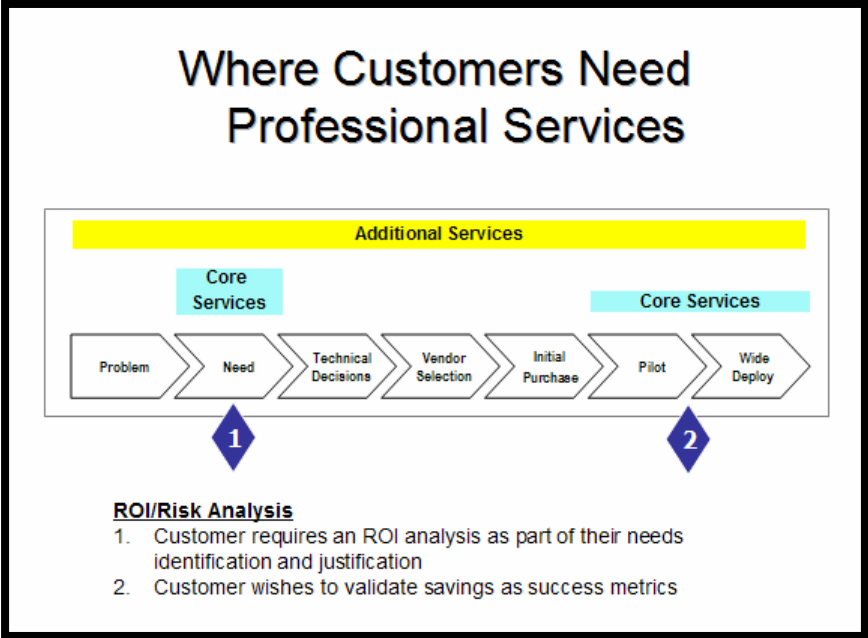 Where Customers Need
Professional Services
Additional Services
Core
Services
Core Services
Problem
Need
Technical
Decisions
Vendor
Selection
Initial
Purchase
Pilot
Wide
Deploy
1
2
ROI/Risk Analysis
1. Customer requires an ROI analysis as part of their needs
identification and justification
2. Customer wishes to validate savings as success metrics